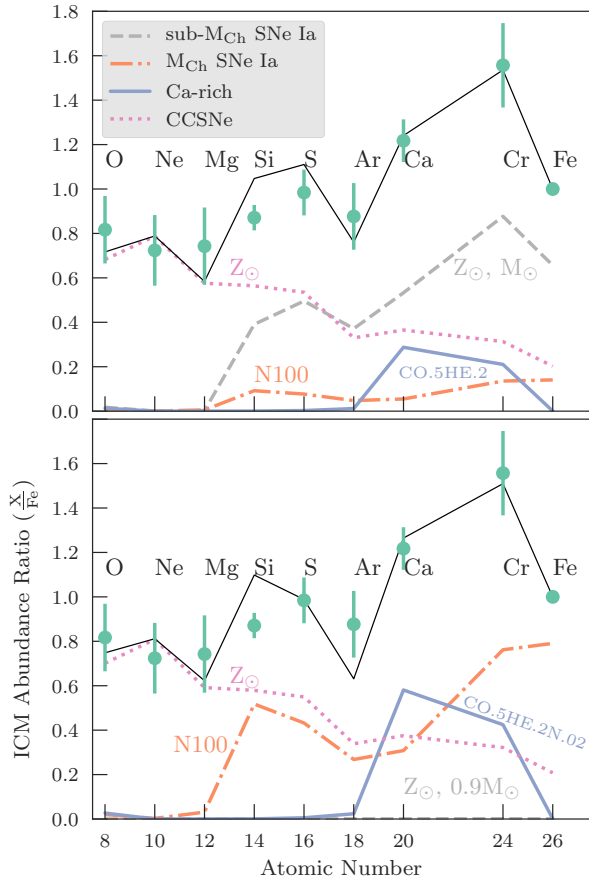 sub-M_Ch SNe Ia
M_Ch SNe Ia
Ca-rich
CCSNe
1.8
1.6
1.4
1.2
1.0
0.8
0.6
0.4
0.2
0.0
O Ne Mg Si S Ar Ca Cr Fe
Z⊙
Z⊙, M⊙
N100
CO.5HE.2
1.6
1.4
1.2
1.0
0.8
0.6
0.4
0.2
0.0
O Ne Mg Si S Ar Ca Cr Fe
Z⊙
N100
CO.5HE.2N.02
Z⊙, 0.9M⊙
8 10 12 14 16 18 20 24 26
Atomic Number
ICM Abundance Ratio (X/Fe)